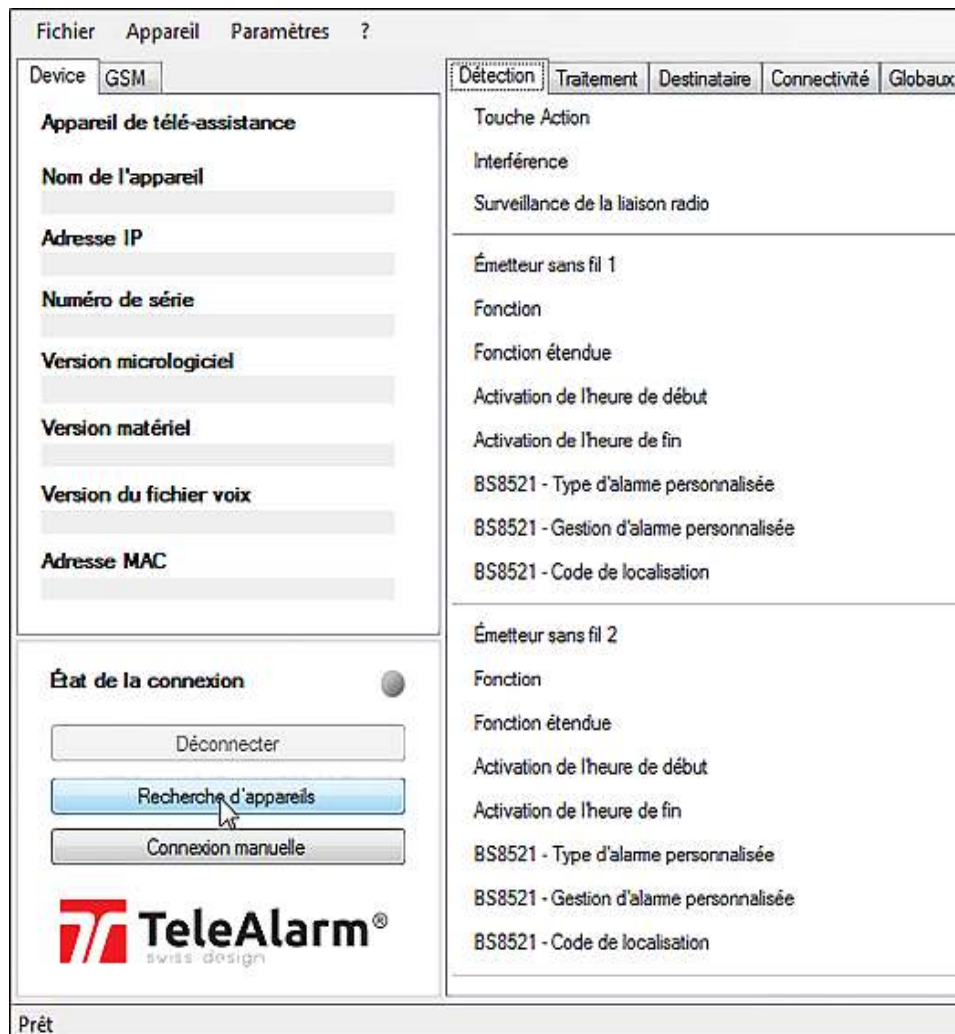 Fichier Appareil Paramètres ?
Device GSM
Appareil de télé-assistance
Nom de l'appareil
Adresse IP
Numéro de série
Version micrologiciel
Version matériel
Version du fichier voix
Adresse MAC
État de la connexion
Déconnecter
Recherche d'appareils
Connexion manuelle
TeleAlarm®
swiss design
Détection Traitement Destinataire Connectivité Globaux
Touche Action
Interférence
Surveillance de la liaison radio
Émetteur sans fil 1
Fonction
Fonction étendue
Activation de l'heure de début
Activation de l'heure de fin
BS8521 - Type d'alarme personnalisée
BS8521 - Gestion d'alarme personnalisée
BS8521 - Code de localisation
Émetteur sans fil 2
Fonction
Fonction étendue
Activation de l'heure de début
Activation de l'heure de fin
BS8521 - Type d'alarme personnalisée
BS8521 - Gestion d'alarme personnalisée
BS8521 - Code de localisation
Prêt